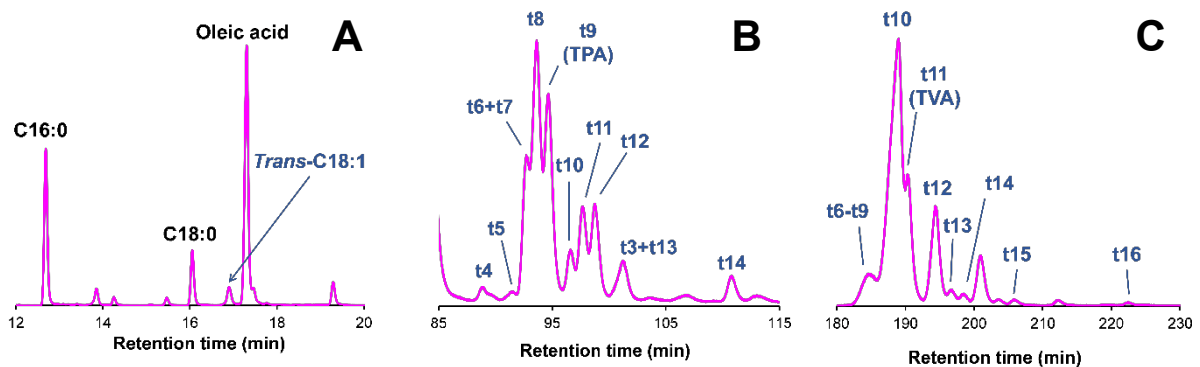 A
Oleic acid
C16:0
Trans-C18:1
C18:0
12 14 16 18 20
Retention time (min)
B
t8
t9
(TPA)
t6+t7
t11
t12
t10
t5
t4
t3+t13
t14
85 95 105 115
Retention time (min)
C
t10
t11
(TVA)
t12
t14
t6-t9
t13
t15
t16
180 190 200 210 220 230
Retention time (min)